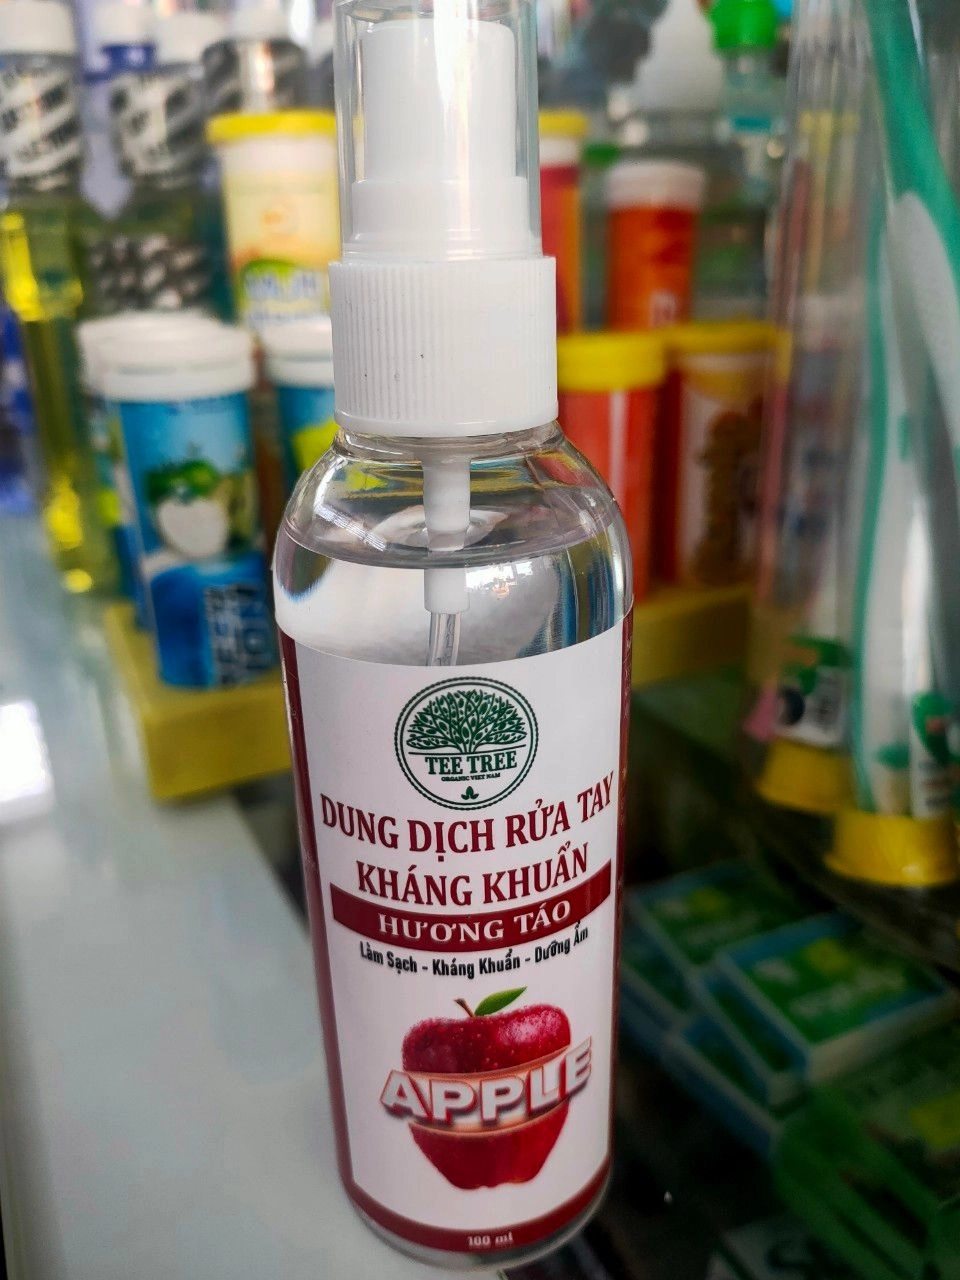 TEE TREE
ORGANIC VIET NAM
DUNG DỊCH RỬA TAY
KHÁNG KHUẨN
HƯƠNG TÁO
Làm Sạch - Kháng Khuẩn - Dưỡng Ẩm
APPLE
100 ml